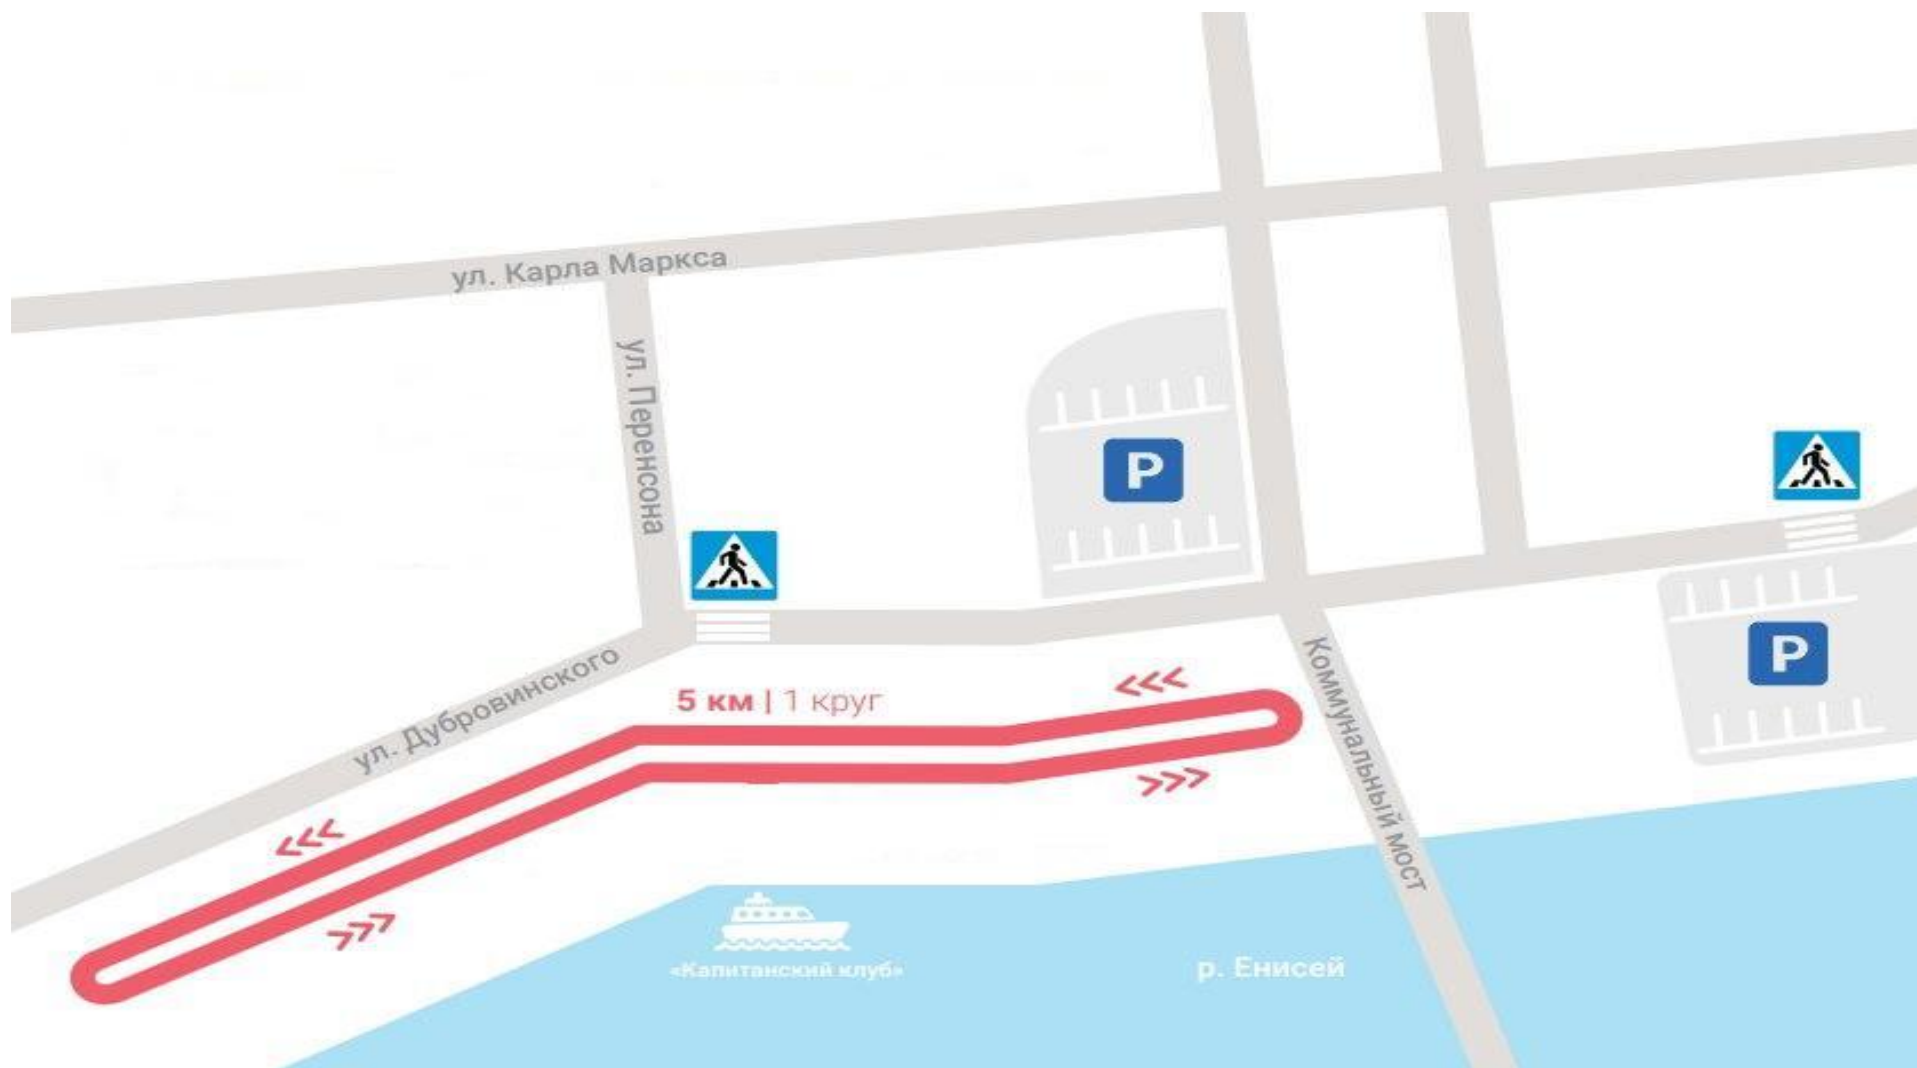 ул. Карла Маркса
ул. Перенсона
P
P
ул. Дубровинского
5 км | 1 круг
<<<
>>>
<<<
>>>
Коммунальный мост
«Капитанский клуб»
р. Енисей